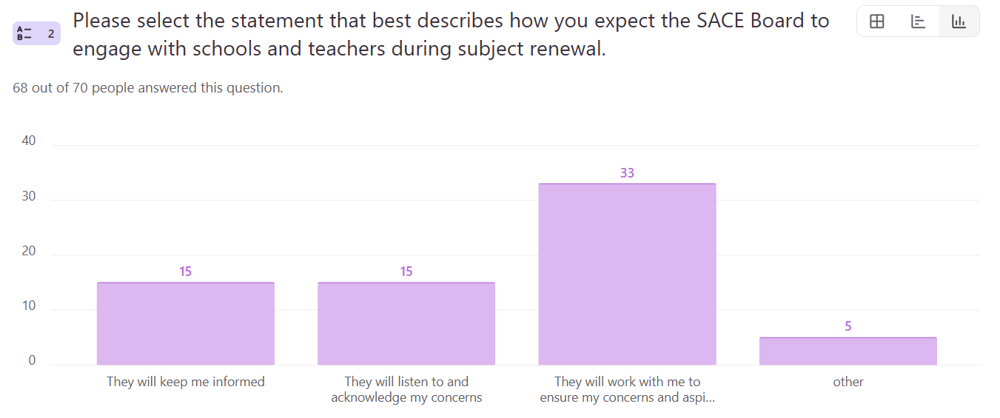 A
B
2
Please select the statement that best describes how you expect the SACE Board to
engage with schools and teachers during subject renewal.
68 out of 70 people answered this question.
40
30
20
10
0
15
15
33
5
They will keep me informed
They will listen to and
acknowledge my concerns
They will work with me to
ensure my concerns and aspi...
other